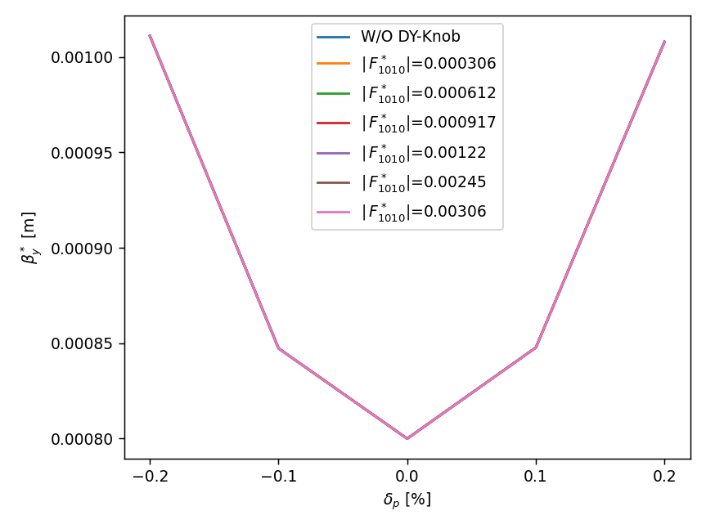 W/O DY-Knob
|F*1010|=0.000306
|F*1010|=0.000612
|F*1010|=0.000917
|F*1010|=0.00122
|F*1010|=0.00245
|F*1010|=0.00306
0.00100
0.00095
0.00090
0.00085
0.00080
β*y [m]
−0.2 −0.1 0.0 0.1 0.2
δp [%]